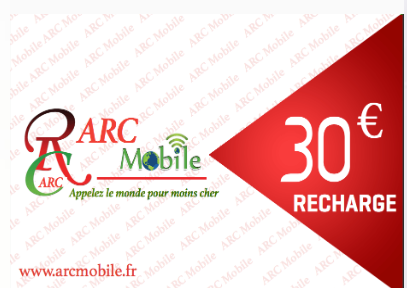 ARC
Mobile
ARC
Appelez le monde pour moins cher
30€
RECHARGE
www.arcmobile.fr